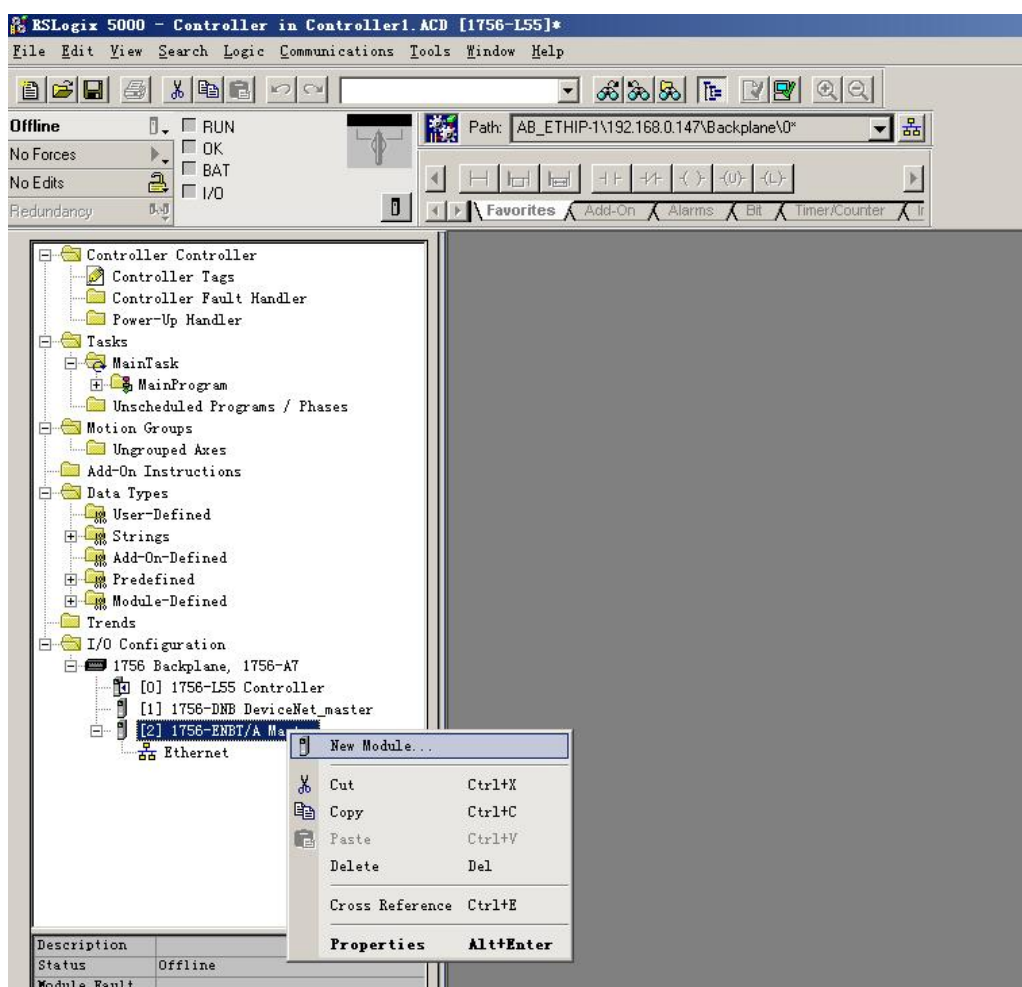 RSLogix 5000 - Controller in Controller1.ACD [1756-L55]*
File Edit View Search Logic Communications Tools Window Help
Offline
RUN
No Forces
OK
No Edits
BAT
Redundancy
I/O
Path: AB_ETHIP-1\192.168.0.147\Backplane\0*
Favorites Add-On Alarms Bit Timer/Counter
Controller Controller
Controller Tags
Controller Fault Handler
Power-Up Handler
Tasks
MainTask
MainProgram
Unscheduled Programs / Phases
Motion Groups
Ungrouped Axes
Add-On Instructions
Data Types
User-Defined
Strings
Add-On-Defined
Predefined
Module-Defined
Trends
I/O Configuration
1756 Backplane, 1756-A7
[0] 1756-L55 Controller
[1] 1756-DNB DeviceNet_master
[2] 1756-ENBT/A
Ethernet
New Module...
Cut Ctrl+X
Copy Ctrl+C
Paste Ctrl+V
Delete Del
Cross Reference Ctrl+E
Properties Alt+Enter
Description
Status Offline
Module Fault